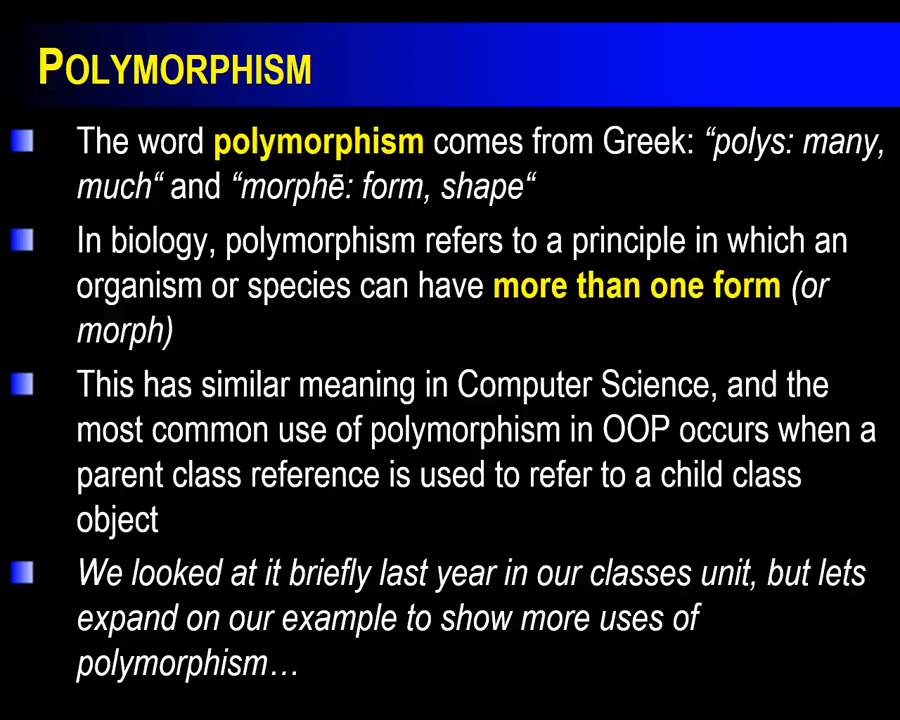 POLYMORPHISM
The word polymorphism comes from Greek: “polys: many,
much“ and “morphē: form, shape“
In biology, polymorphism refers to a principle in which an
organism or species can have more than one form (or
morph)
This has similar meaning in Computer Science, and the
most common use of polymorphism in OOP occurs when a
parent class reference is used to refer to a child class
object
We looked at it briefly last year in our classes unit, but lets
expand on our example to show more uses of
polymorphism…